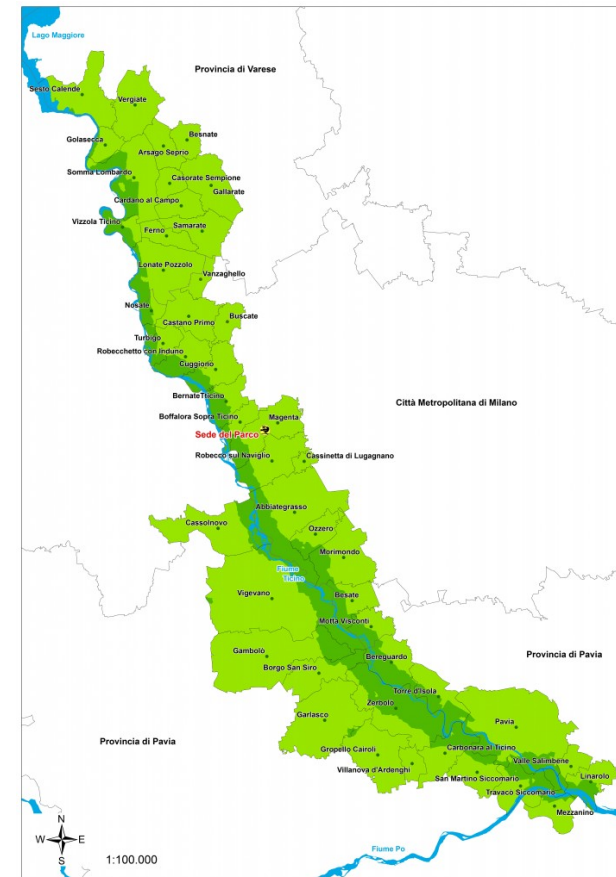 Lago Maggiore
Provincia di Varese
Sesto Calende
Vergiate
Golasecca
Besnate
Arsago Seprio
Somma Lombardo
Casorate Sempione
Gallarate
Cardano al Campo
Vizzola Ticino
Ferno
Samarate
Lonate Pozzolo
Vanzaghello
Nosate
Castano Primo
Buscate
Turbigo
Robecchetto con Induno
Cuggiono
Bernate Ticino
Città Metropolitana di Milano
Boffalora Sopra Ticino
Magenta
Sede del Parco
Robecco sul Naviglio
Cassinetta di Lugagnano
Abbiategrasso
Cassolnovo
Ozzero
Morimondo
Fiume
Ticino
Vigevano
Besate
Motta Visconti
Gambolò
Bereguardo
Provincia di Pavia
Borgo San Siro
Torre d'Isola
Zerbolo
Garlasco
Pavia
Provincia di Pavia
Gropello Cairoli
Carbonara al Ticino
Valle Salimbene
Villanova d'Ardenghi
San Martino Siccomario
Linarolo
Travaco Siccomario
Mezzanino
N
W E
S
1:100.000
Fiume Po